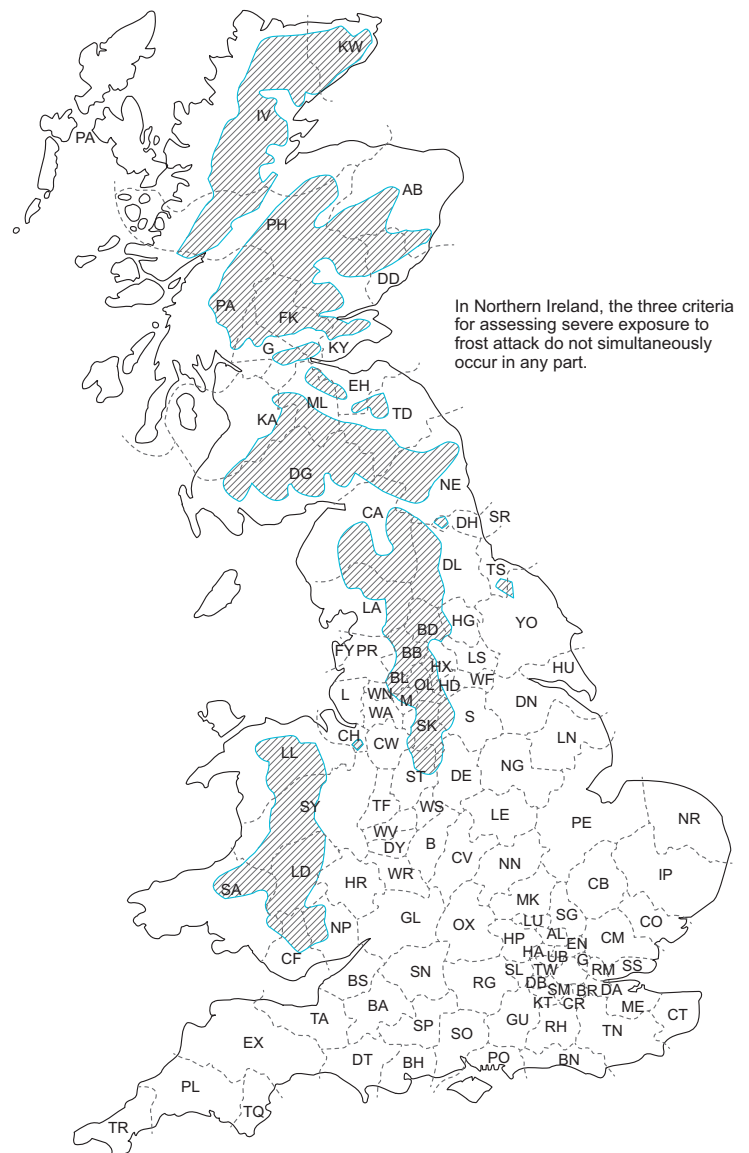 KW
IV
PA
AB
PH
DD
PA
FK
In Northern Ireland, the three criteria
for assessing severe exposure to
frost attack do not simultaneously
occur in any part.
G
KY
EH
ML
KA
TD
DG
NE
CA
DH
SR
DL
TS
LA
HG
YO
BD
FY
PR
BB
LS
HX
HU
BL
OL
HD
WF
L
WN
M
DN
WA
S
SK
CH
CW
LN
LL
ST
DE
NG
SY
TF
WS
LE
PE
NR
WV
DY
B
CV
NN
LD
HR
WR
IP
SA
CB
MK
NP
GL
OX
LU
SG
CO
HP
AL
EN
CM
CF
HA
UB
G
SS
BS
SN
RG
SL
TW
RM
DB
SM
BR
DA
BA
KT
CR
ME
CT
TA
SP
SO
GU
RH
TN
EX
DT
BH
PO
BN
PL
TQ
TR